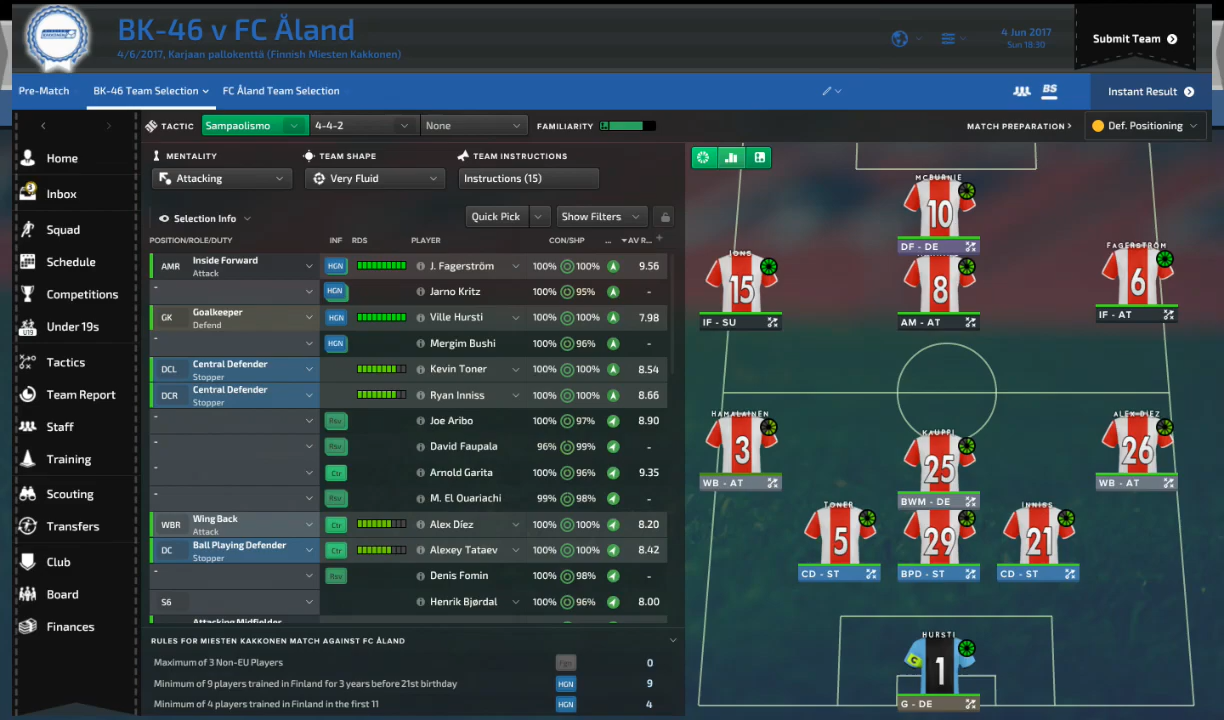 BK-46 v FC Åland
4/6/2017, Karjaan pallokenttä (Finnish Miesten Kakkonen)
4 Jun 2017
Sun 18:30
Submit Team
Pre-Match
BK-46 Team Selection
FC Åland Team Selection
BS
Instant Result
TACTIC
Sampaolismo
4-4-2
None
FAMILIARITY
MATCH PREPARATION >
Def. Positioning
MENTALITY
TEAM SHAPE
TEAM INSTRUCTIONS
Attacking
Very Fluid
Instructions (15)
Selection Info
Quick Pick
Show Filters
POSITION/ROLE/DUTY INF RDS PLAYER CON/SHP ... AV R... +
AMR Inside Forward HGN J. Fagerström 100% 100% 9.56
Attack
- HGN Jarno Kritz 100% 95% -
GK Goalkeeper HGN Ville Hursti 100% 100% 7.98
Defend
- HGN Mergim Bushi 100% 96% -
DCL Central Defender Kevin Toner 100% 100% 8.54
Stopper
DCR Central Defender Ryan Inniss 100% 100% 8.66
Stopper
- Rsv Joe Aribo 100% 97% 8.90
- Rsv David Faupala 96% 99% -
- Ctr Arnold Garita 100% 96% 9.35
- Rsv M. El Ouariachi 99% 98% -
WBR Wing Back Ctr Alex Díez 100% 100% 8.20
Attack
DC Ball Playing Defender Ctr Alexey Tataev 100% 100% 8.42
Stopper
- Rsv Denis Fomin 100% 98% -
S6 Henrik Bjørdal 100% 96% 8.00
Attacking Midfielder
RULES FOR MIESTEN KAKKONEN MATCH AGAINST FC ÅLAND
Maximum of 3 Non-EU Players Fgn 0
Minimum of 9 players trained in Finland for 3 years before 21st birthday HGN 9
Minimum of 4 players trained in Finland in the first 11 HGN 4
Home
Inbox
3
Squad
Schedule
Competitions
Under 19s
U19
Tactics
Team Report
Staff
Training
Scouting
Transfers
Club
Board
Finances
MCBURNIE
10
DF - DE
15
IF - SU
8
AM - AT
FAGERSTRÖM
6
IF - AT
HAMALAINEN
3
WB - AT
KAUPPI
25
BWM - DE
ALEX DÍEZ
26
WB - AT
TONER
5
CD - ST
29
BPD - ST
INNISS
21
CD - ST
HURSTI
1
G - DE